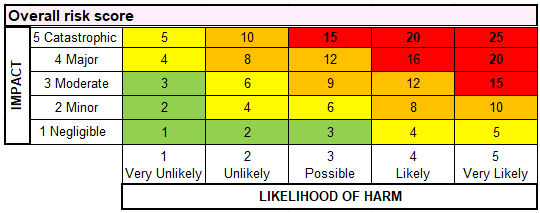 Overall risk score
IMPACT
5 Catastrophic 5 10 15 20 25
4 Major 4 8 12 16 20
3 Moderate 3 6 9 12 15
2 Minor 2 4 6 8 10
1 Negligible 1 2 3 4 5
1 2 3 4 5
Very Unlikely Unlikely Possible Likely Very Likely
LIKELIHOOD OF HARM